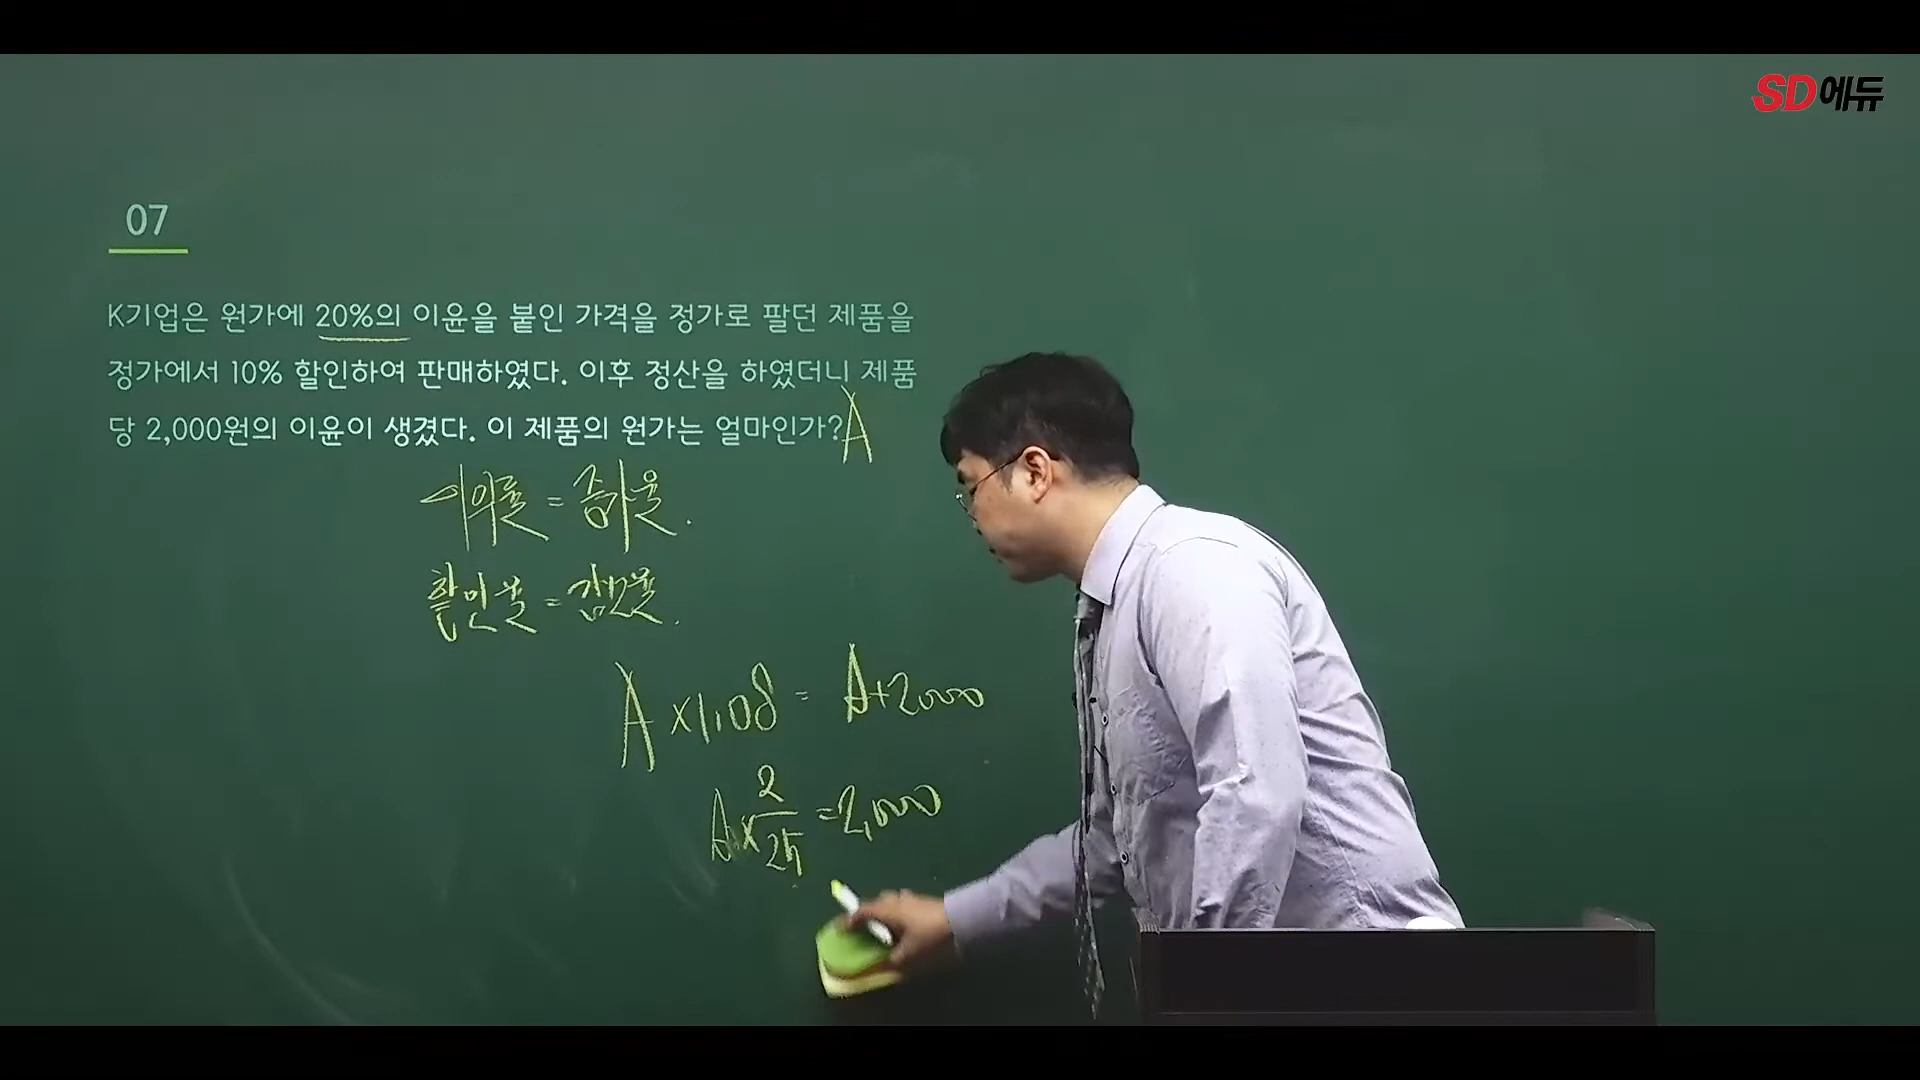 SD에듀
07
K기업은 원가에 20%의 이윤을 붙인 가격을 정가로 팔던 제품을
정가에서 10% 할인하여 판매하였다. 이후 정산을 하였더니 제품
당 2,000원의 이윤이 생겼다. 이 제품의 원가는 얼마인가? A
이익률 = 증가율.
할인율 = 감소율.
A × 1.08 = A+2000
A × 2/25 = 2,000